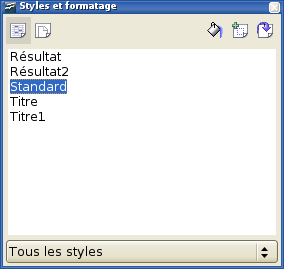 Styles et formatage
Résultat
Résultat2
Standard
Titre
Titre1
Tous les styles